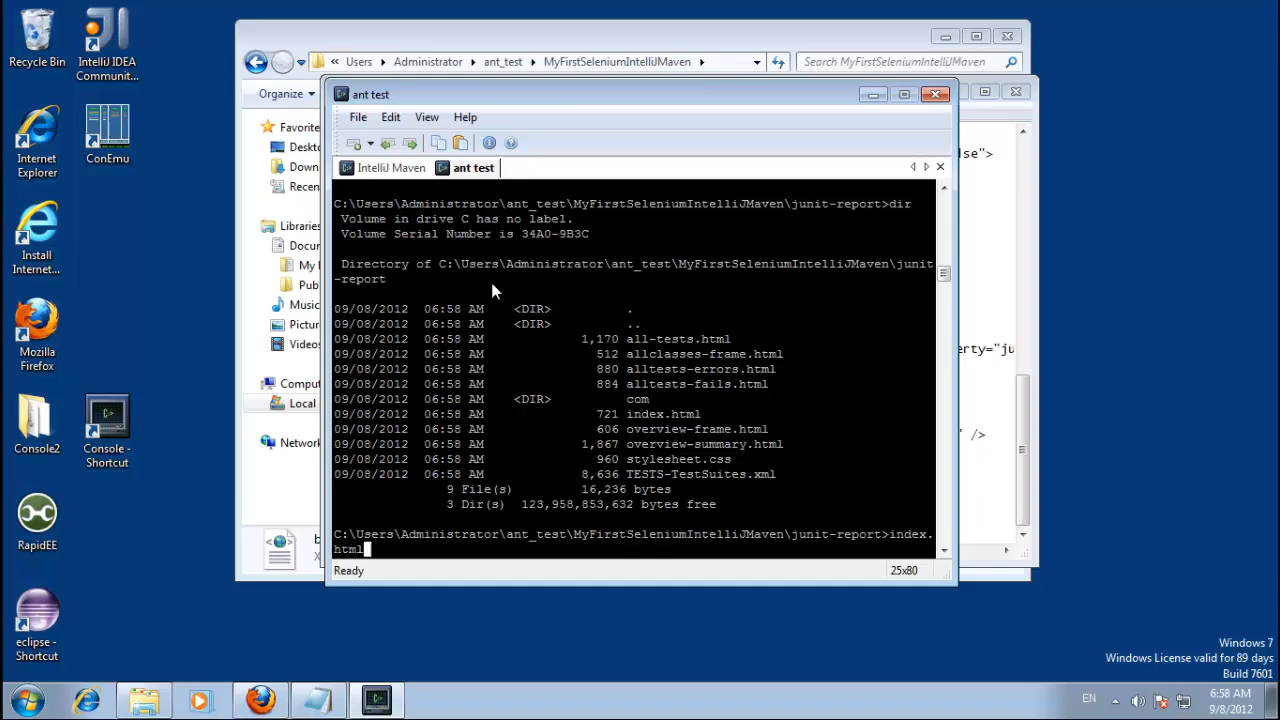 Recycle Bin
IntelliJ IDEA
Communit...
Internet
Explorer
ConEmu
Install
Internet...
Mozilla
Firefox
Console2
Console -
Shortcut
RapidEE
eclipse -
Shortcut
Users
Administrator
ant_test
MyFirstSeleniumIntelliJMaven
Search MyFirstSeleniumIntelliJMaven
Organize
Favorite
Deskto
Down
Recen
Libraries
Docur
My
Pub
Music
Pictur
Videos
Comput
Local
Network
ant test
File
Edit
View
Help
IntelliJ Maven
ant test
C:\Users\Administrator\ant_test\MyFirstSeleniumIntelliJMaven\junit-report>dir
Volume in drive C has no label.
Volume Serial Number is 34A0-9B3C
Directory of C:\Users\Administrator\ant_test\MyFirstSeleniumIntelliJMaven\junit
-report
09/08/2012 06:58 AM <DIR> .
09/08/2012 06:58 AM <DIR> ..
09/08/2012 06:58 AM 1,170 all-tests.html
09/08/2012 06:58 AM 512 allclasses-frame.html
09/08/2012 06:58 AM 880 alltests-errors.html
09/08/2012 06:58 AM 884 alltests-fails.html
09/08/2012 06:58 AM <DIR> com
09/08/2012 06:58 AM 721 index.html
09/08/2012 06:58 AM 606 overview-frame.html
09/08/2012 06:58 AM 1,867 overview-summary.html
09/08/2012 06:58 AM 960 stylesheet.css
09/08/2012 06:58 AM 8,636 TESTS-TestSuites.xml
9 File(s) 16,236 bytes
3 Dir(s) 123,958,853,632 bytes free
C:\Users\Administrator\ant_test\MyFirstSeleniumIntelliJMaven\junit-report>index.
html
Ready
25x80
lse">
erty="ju
/>
Windows 7
Windows License valid for 89 days
Build 7601
EN
6:58 AM
9/8/2012